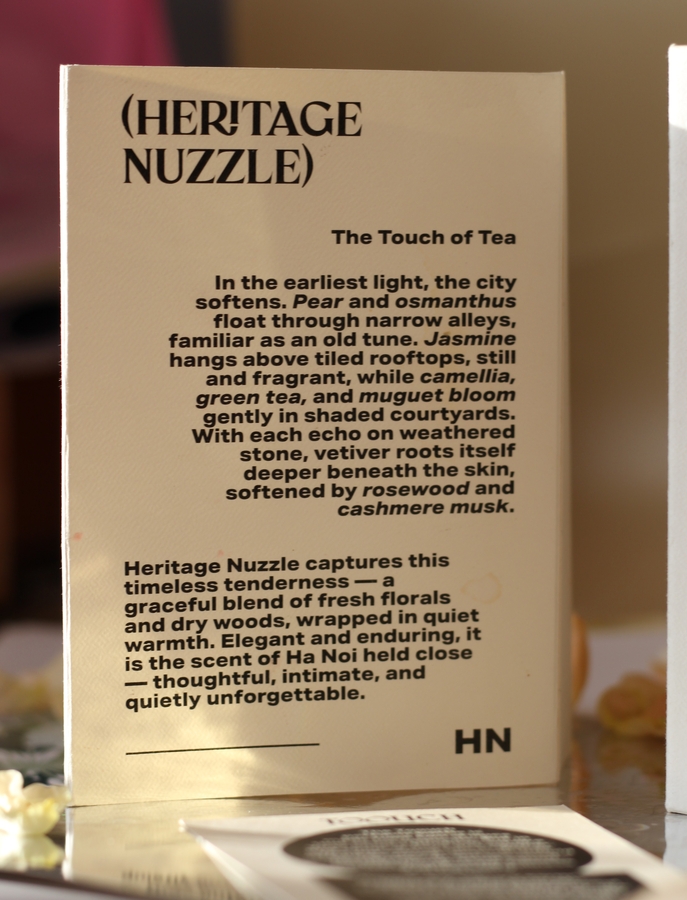 (HERITAGE
NUZZLE)
The Touch of Tea
In the earliest light, the city
softens. Pear and osmanthus
float through narrow alleys,
familiar as an old tune. Jasmine
hangs above tiled rooftops, still
and fragrant, while camellia,
green tea, and muguet bloom
gently in shaded courtyards.
With each echo on weathered
stone, vetiver roots itself
deeper beneath the skin,
softened by rosewood and
cashmere musk.
Heritage Nuzzle captures this
timeless tenderness — a
graceful blend of fresh florals
and dry woods, wrapped in quiet
warmth. Elegant and enduring, it
is the scent of Ha Noi held close
— thoughtful, intimate, and
quietly unforgettable.
HN